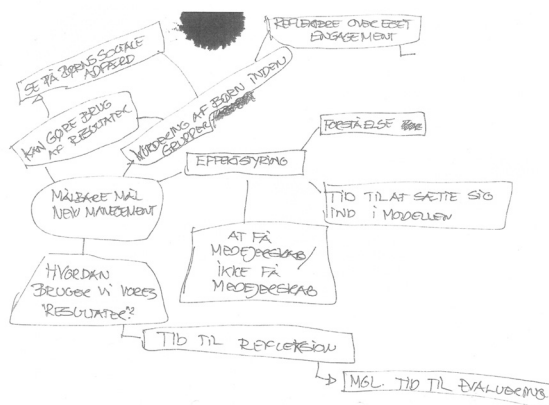 REFLEKTERE OVER EGET
ENGAGEMENT
SE PÅ BØRNS SOCIALE
ADFÆRD
KAN GØRE BRUG
AF RESULTATER
VURDERING AF BØRN INDEN
GRUPPER
FORSTÅELSE
EFFEKTSTYRING
MÅLBARE MÅL
NEW MANEGEMENT
TID TIL AT SÆTTE SIG
IND I MODELLEN
AT FÅ
MEDEJERSKAB/
IKKE FÅ
MEDEJERSKAB
HVORDAN
BRUGER VI VORES
"RESULTATER"?
TID TIL REFLEKSION
MGL. TID TIL EVALUERING